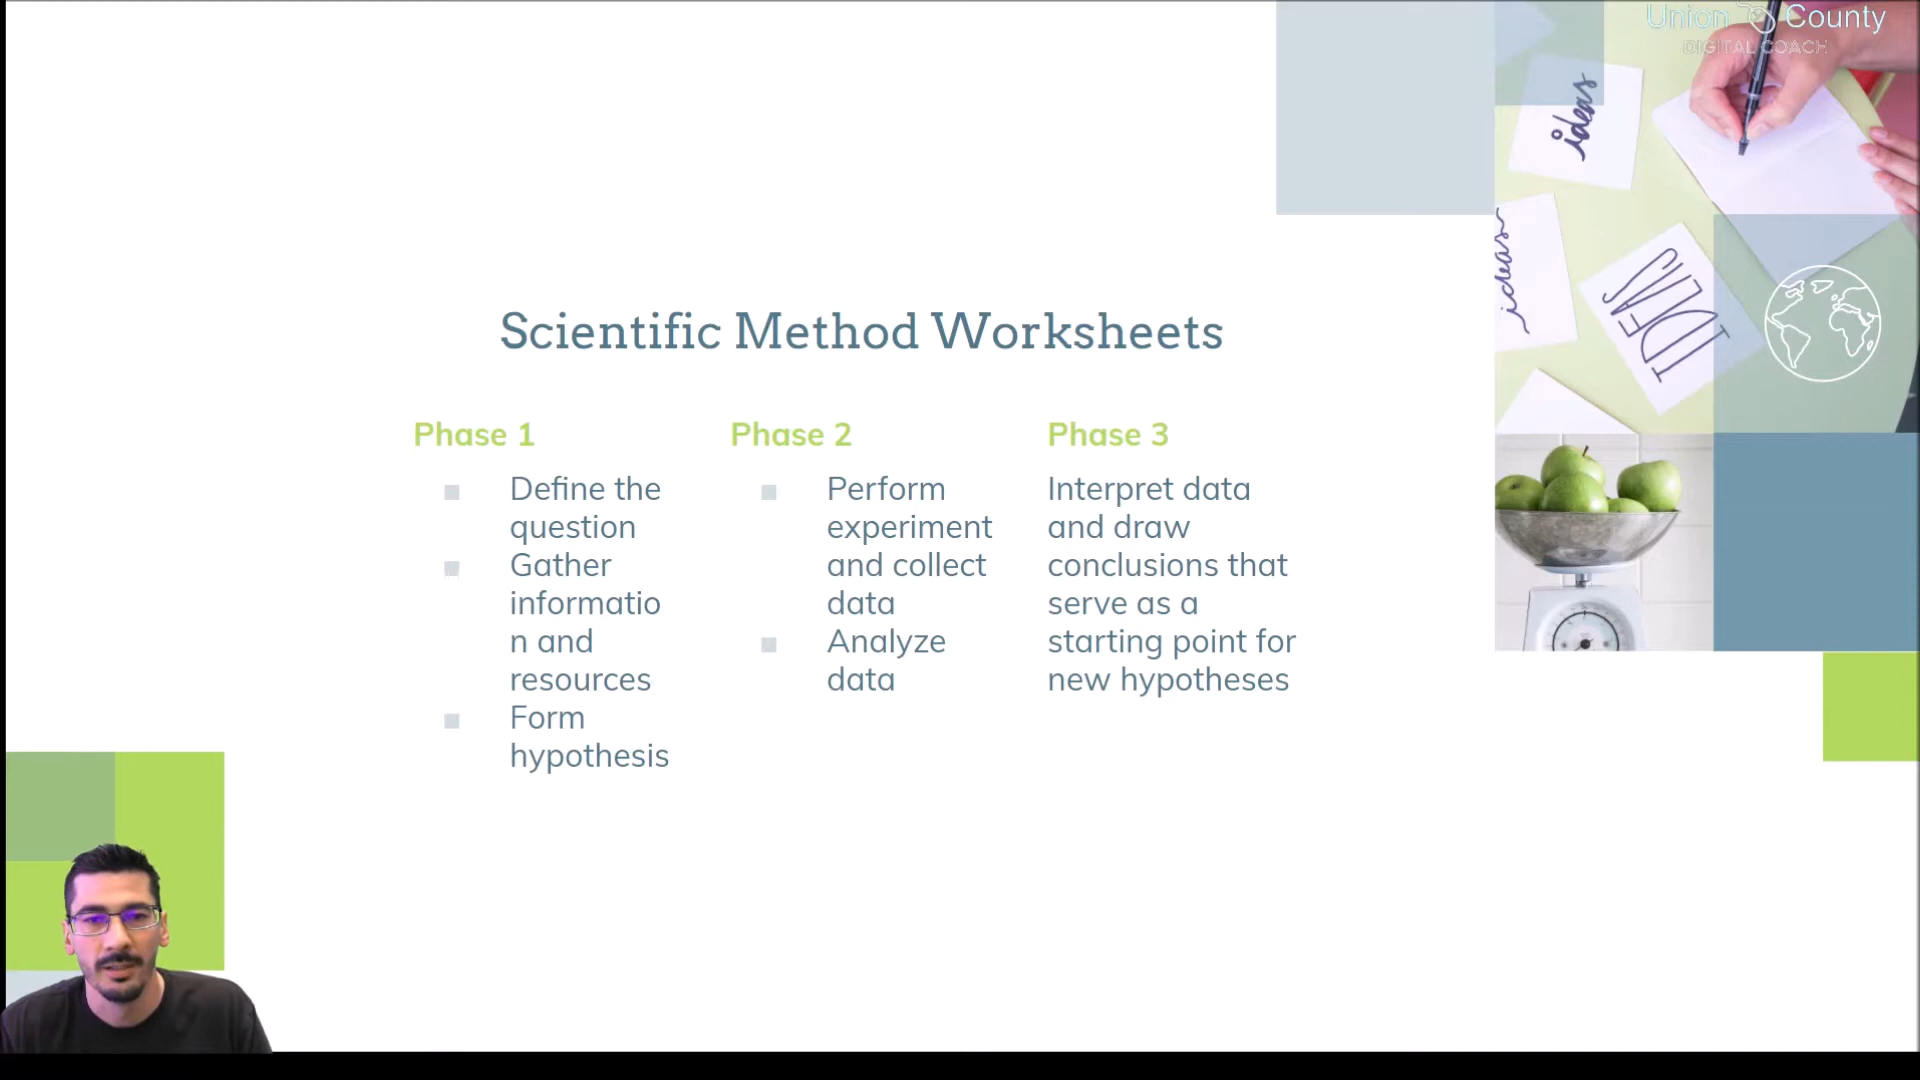 Union County
DIGITAL COACH
ideas
ideas
IDEAS
Scientific Method Worksheets
Phase 1
Define the
question
Gather
informatio
n and
resources
Form
hypothesis
Phase 2
Perform
experiment
and collect
data
Analyze
data
Phase 3
Interpret data
and draw
conclusions that
serve as a
starting point for
new hypotheses